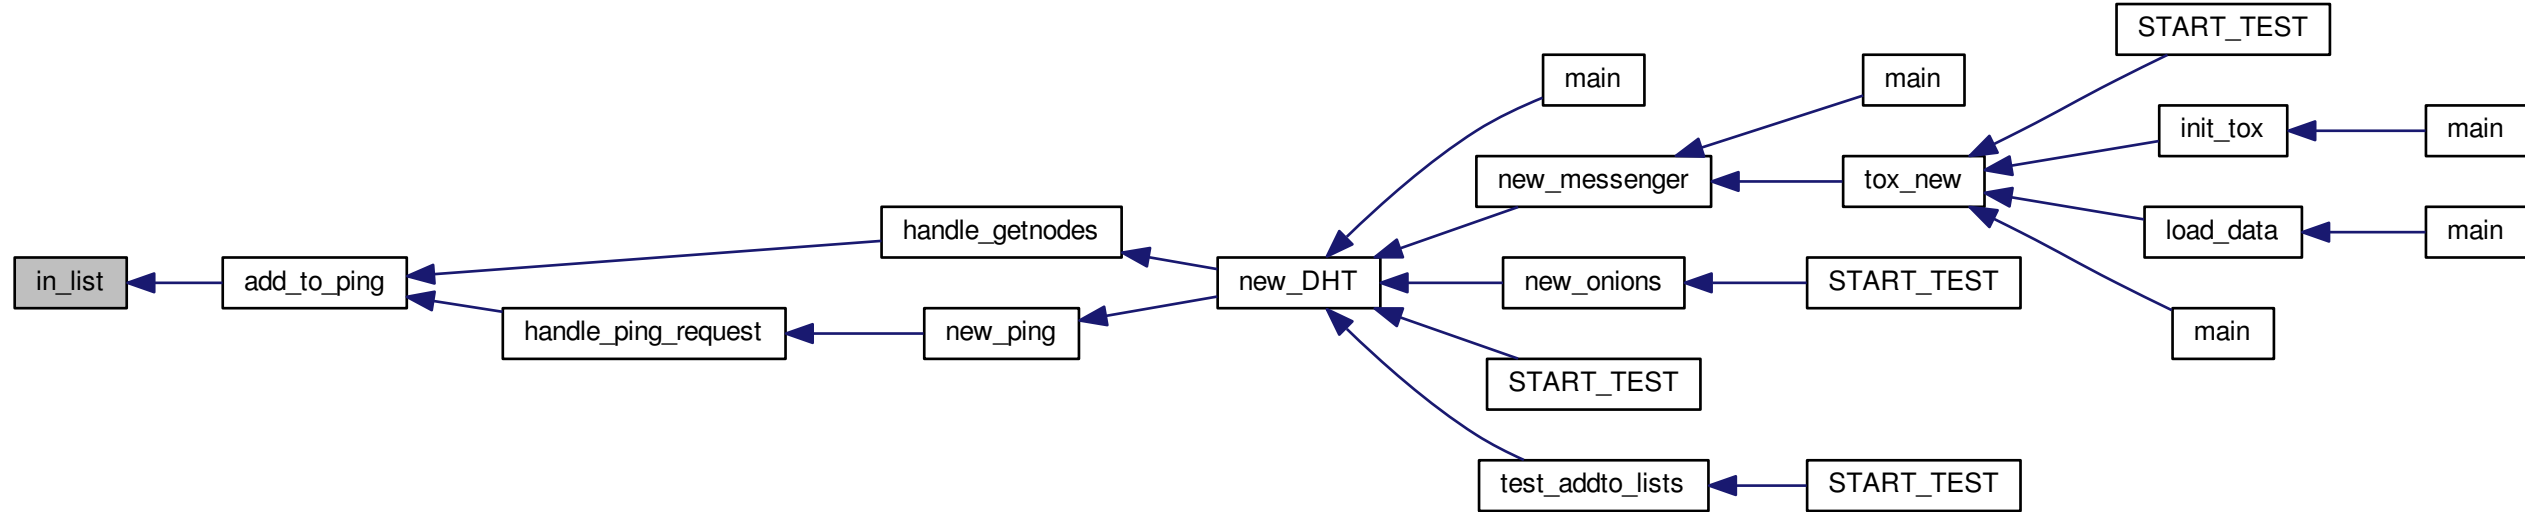 START_TEST
main
main
init_tox
main
new_messenger
tox_new
handle_getnodes
load_data
main
in_list
add_to_ping
new_DHT
new_onions
START_TEST
handle_ping_request
new_ping
main
START_TEST
test_addto_lists
START_TEST